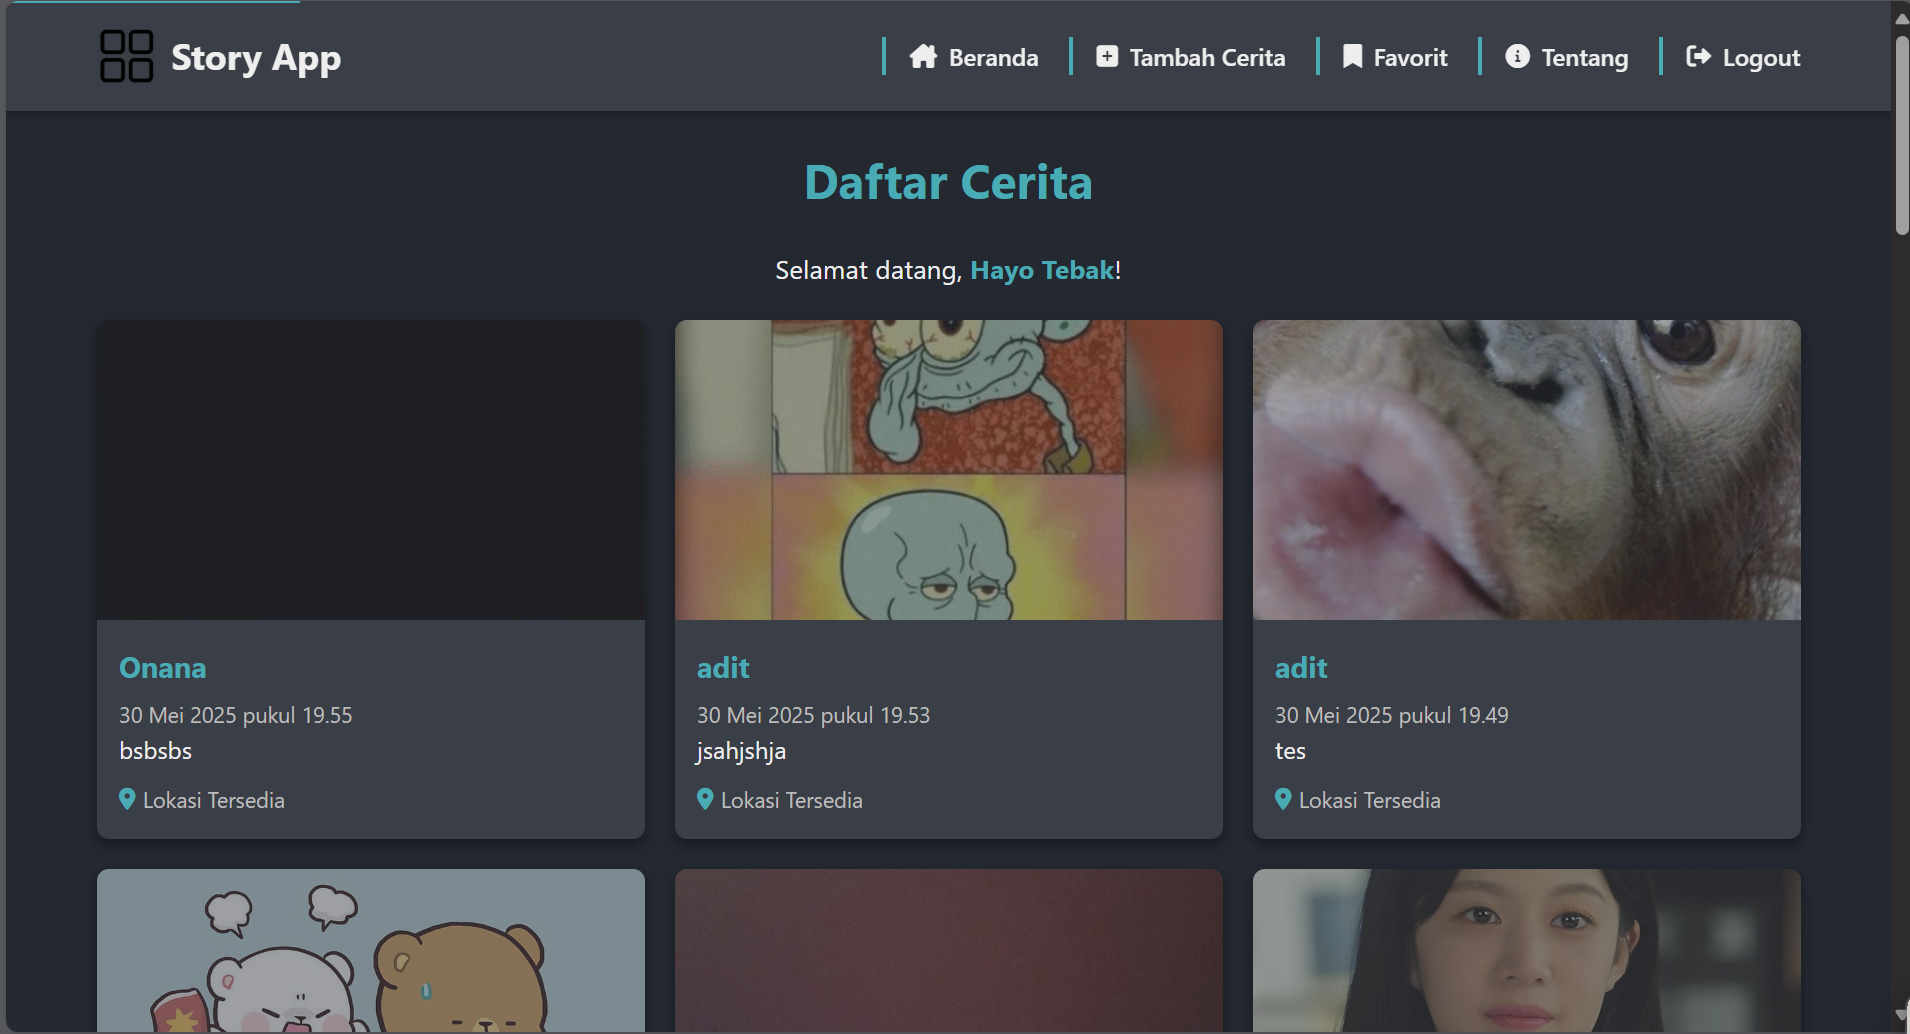 Story App
Beranda
Tambah Cerita
Favorit
Tentang
Logout
Daftar Cerita
Selamat datang, Hayo Tebak!
Onana
30 Mei 2025 pukul 19.55
bsbsbs
Lokasi Tersedia
adit
30 Mei 2025 pukul 19.53
jsahjshja
Lokasi Tersedia
adit
30 Mei 2025 pukul 19.49
tes
Lokasi Tersedia